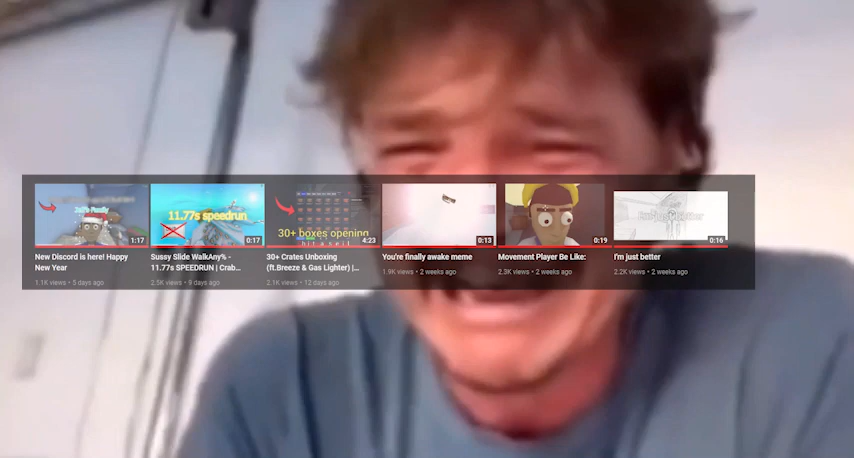 1:17
11.77s speedrun
0:17
30+ boxes opening
4:23
0:13
0:19
0:16
New Discord is here! Happy
New Year
1.1K views • 5 days ago
Sussy Slide WalkAny% -
11.77s SPEEDRUN | Crab...
2.5K views • 9 days ago
30+ Crates Unboxing
(ft.Breeze & Gas Lighter) |...
2.1K views • 12 days ago
You're finally awake meme
1.9K views • 2 weeks ago
Movement Player Be Like:
2.3K views • 2 weeks ago
I'm just better
2.2K views • 2 weeks ago